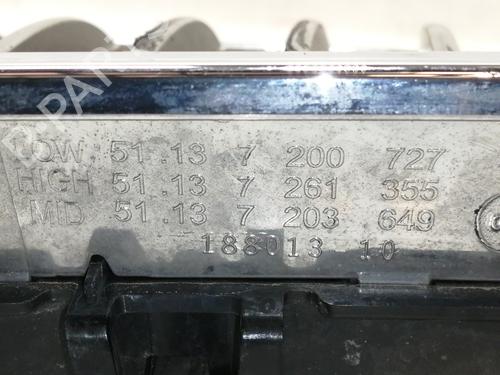 LOW 51.13 7 200 727
HIGH 51.13 7 261 355
MID 51.13 7 203 649
188013 10